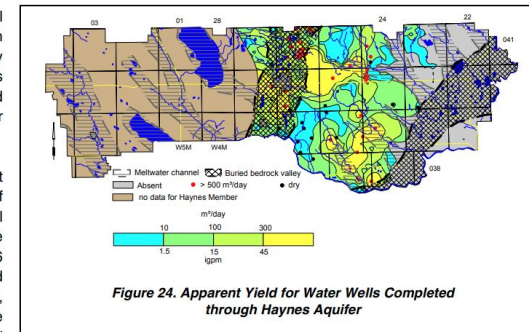 03 01 28 24 22
041
W5M W4M
038
Meltwater channel Buried bedrock valley
Absent > 500 m³/day dry
no data for Haynes Member
m³/day
10 100 300
1.5 15 45
igpm
Figure 24. Apparent Yield for Water Wells Completed
through Haynes Aquifer